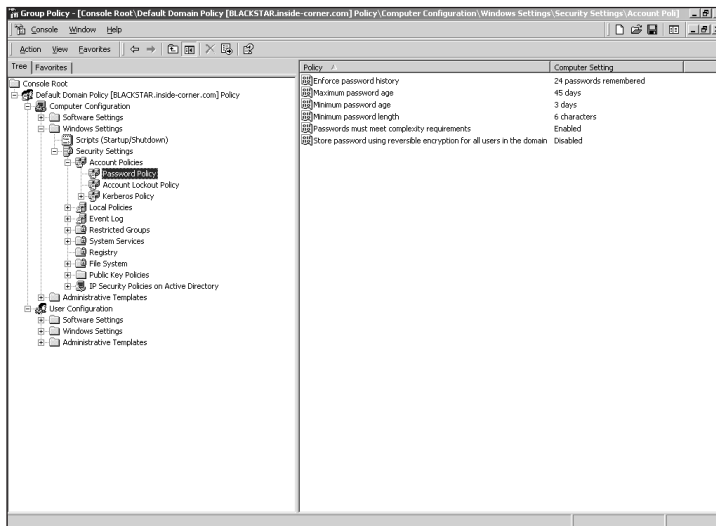 Group Policy - [Console Root\Default Domain Policy [BLACKSTAR.inside-corner.com] Policy\Computer Configuration\Windows Settings\Security Settings\Account Poli]
Console Window Help
Action View Favorites
Tree Favorites
Console Root
Default Domain Policy [BLACKSTAR.inside-corner.com] Policy
Computer Configuration
Software Settings
Windows Settings
Scripts (Startup/Shutdown)
Security Settings
Account Policies
Password Policy
Account Lockout Policy
Kerberos Policy
Local Policies
Event Log
Restricted Groups
System Services
Registry
File System
Public Key Policies
IP Security Policies on Active Directory
Administrative Templates
User Configuration
Software Settings
Windows Settings
Administrative Templates
Policy Computer Setting
Enforce password history 24 passwords remembered
Maximum password age 45 days
Minimum password age 3 days
Minimum password length 6 characters
Passwords must meet complexity requirements Enabled
Store password using reversible encryption for all users in the domain Disabled